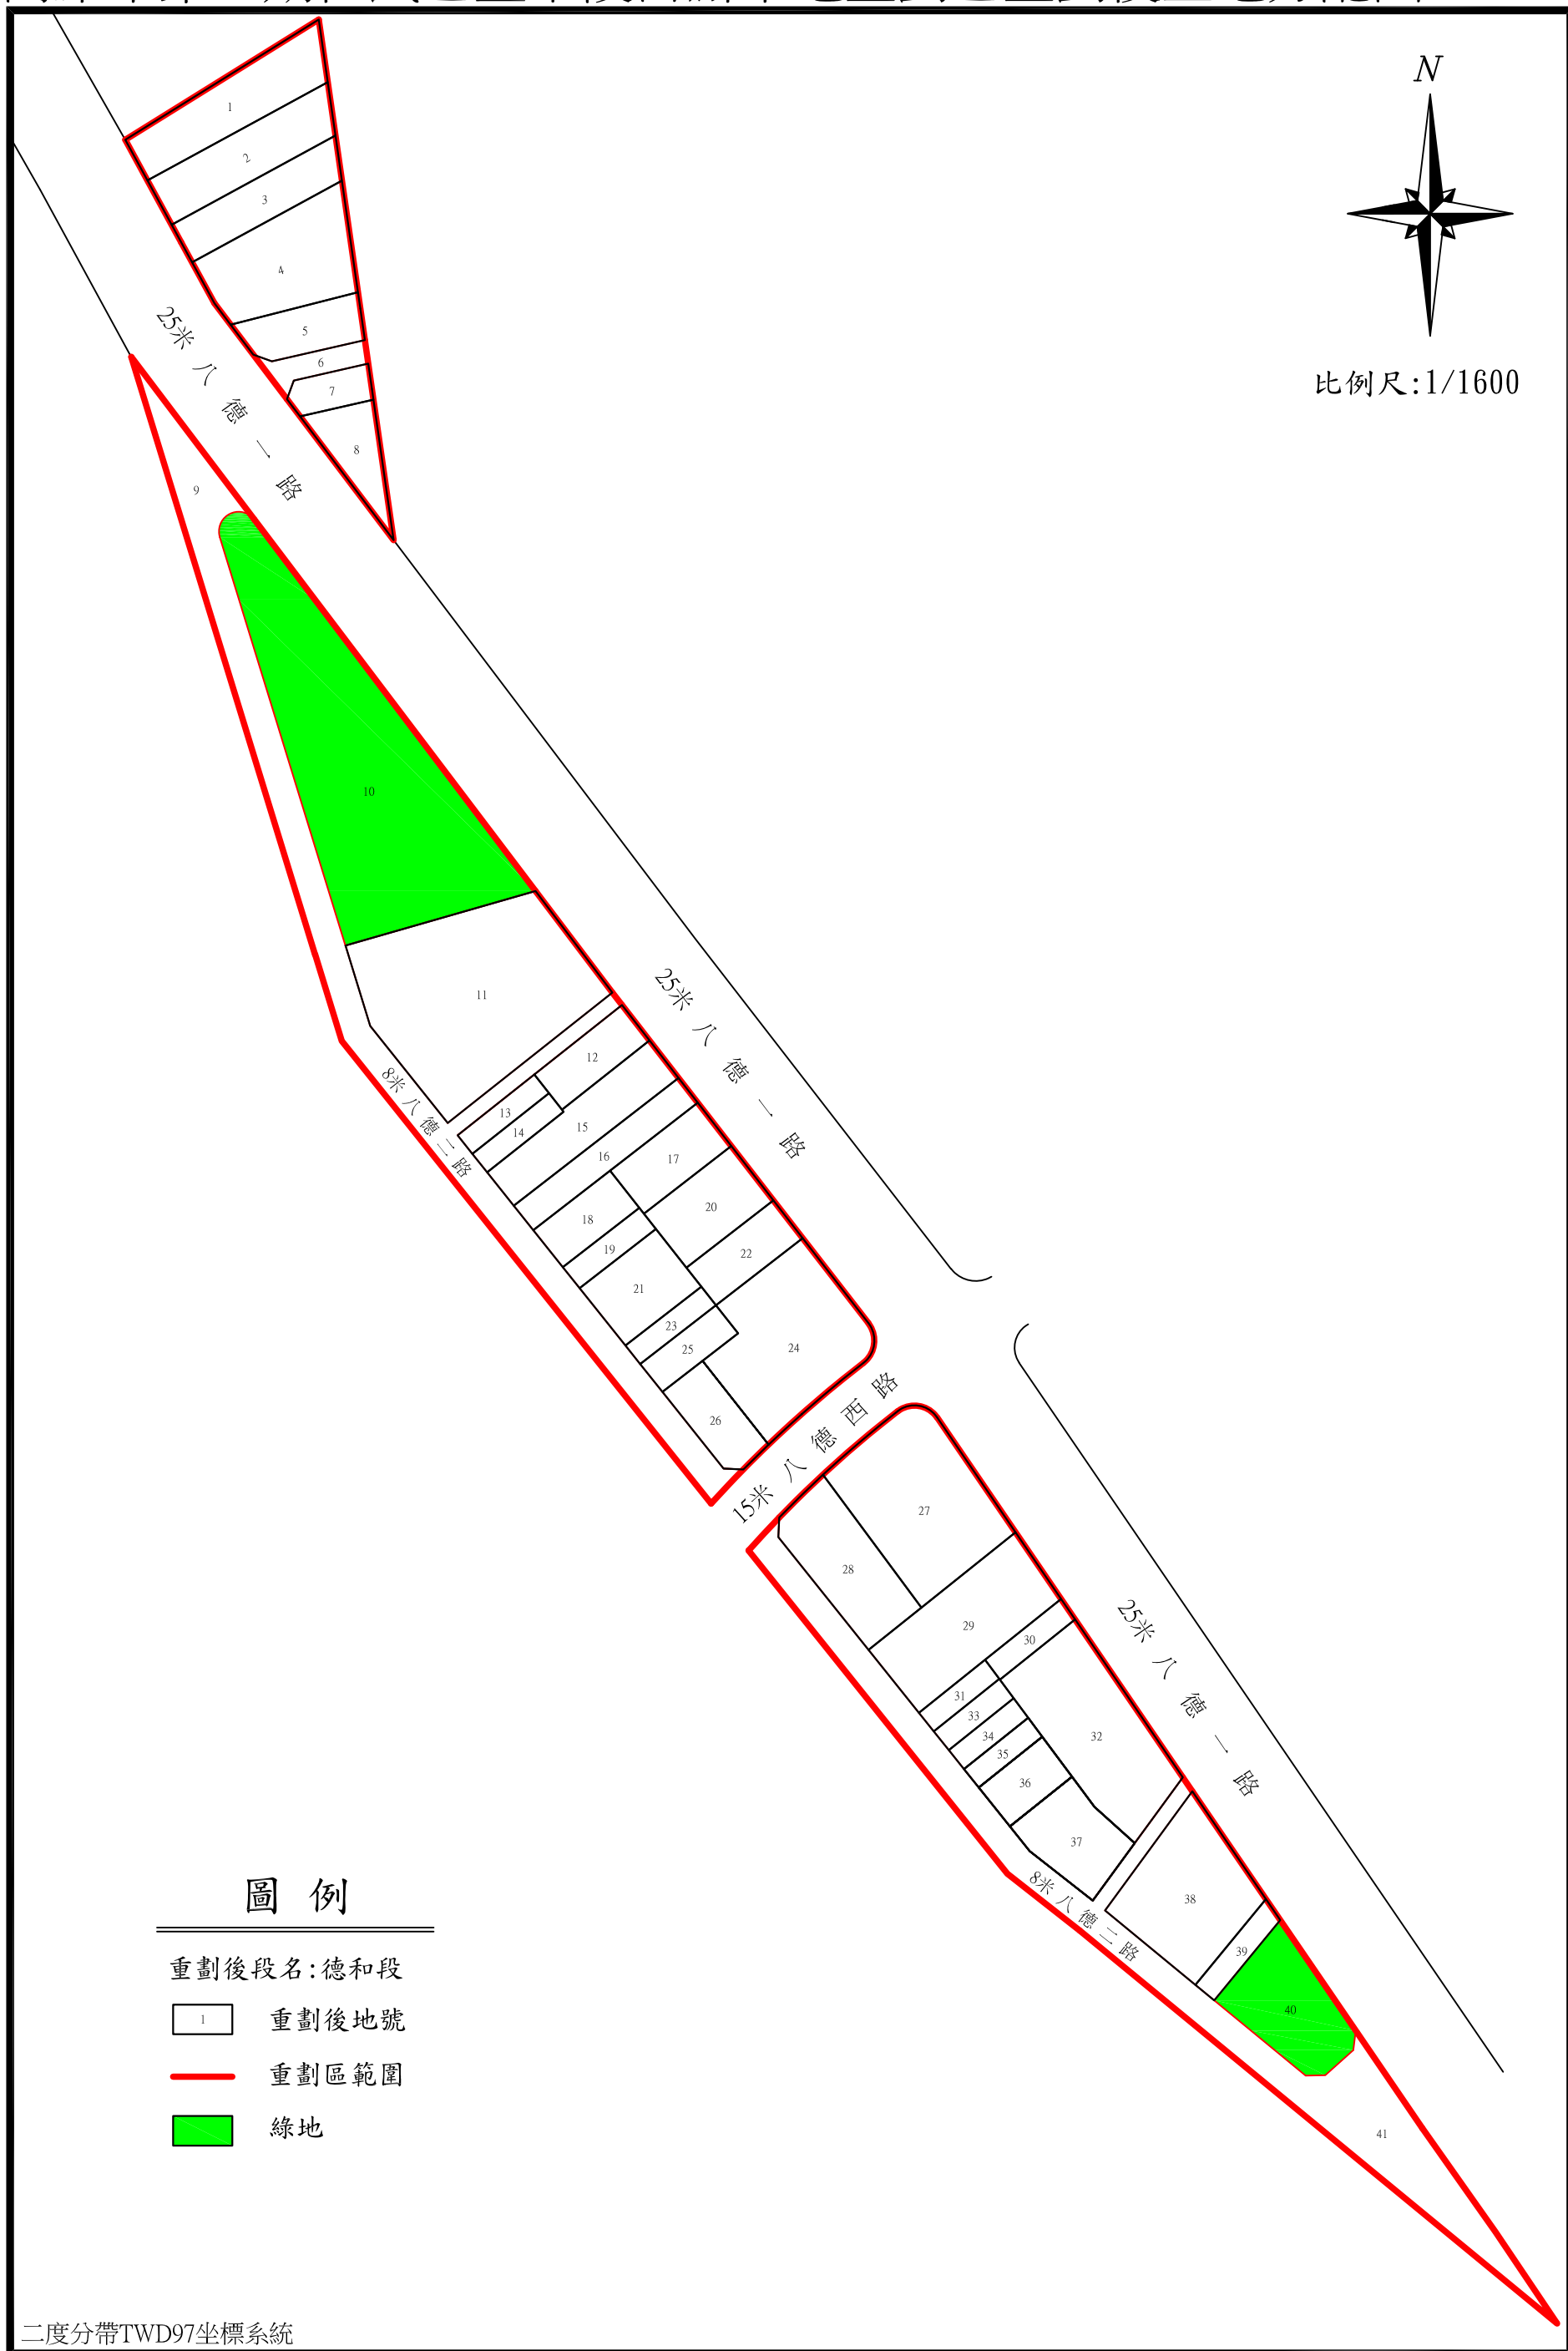 N
比例尺:1/1600
1
2
3
4
5
6
7
8
25米 八 德 一 路
9
10
11
25米 八 德 一 路
8米 八 德 二 路
12
13
14
15
16
17
18
19
20
21
22
23
24
25
26
15米 八 德 西 路
27
28
29
30
31
32
33
34
35
36
37
25米 八 德 一 路
8米 八 德 二 路
38
39
40
41
圖 例
重劃後段名:德和段
1 重劃後地號
重劃區範圍
綠地
二度分帶TWD97坐標系統